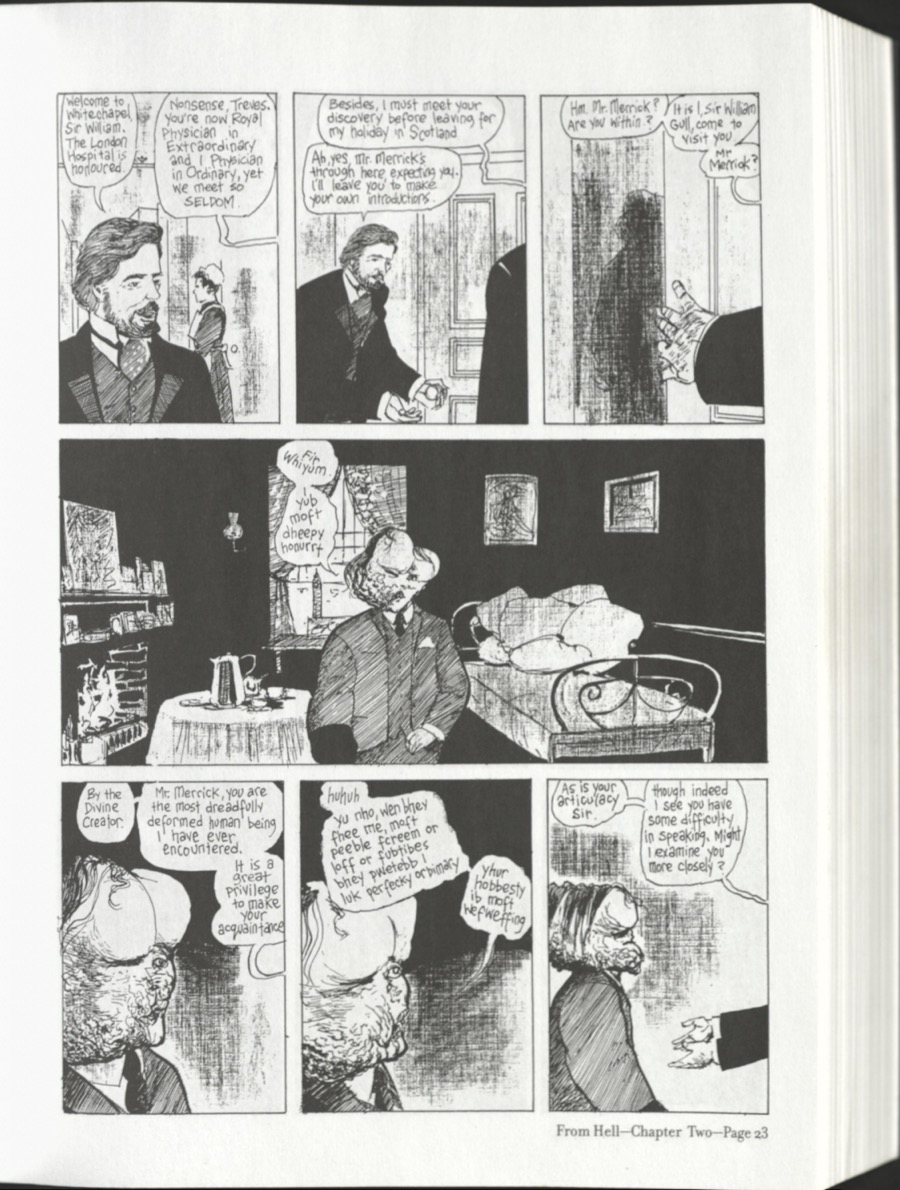 Welcome to
Whitechapel,
Sir William.
The London
Hospital is
honoured.
Nonsense, Treves.
You're now Royal
Physician in
Extraordinary
and I Physician
in Ordinary, yet
we meet so
SELDOM.
Besides, I must meet your
discovery before leaving for
my holiday in Scotland
Ah, yes, Mr. Merrick's
through here, expecting you.
I'll leave you to make
your own introductions.
Hm. Mr. Merrick?
Are you within?
It is I, Sir William
Gull, come to
visit you
Mr
Merrick?
Fir
Whiyum.
I
yub
moft
dheepy
honurrt
By the
Divine
Creator.
Mr. Merrick, you are
the most dreadfully
deformed human being
I have ever
encountered.
It is a
great
privilege
to make
your
acquaintance
huhuh
yu nho, wen bhey
fhee me, moft
peeble fcreem or
voff or fubtibes
bhey pwetebb I
luk perfecky orbinary
yhur
hobbesty
ib moft
wefweffing
As is your
articulacy
Sir.
though indeed
I see you have
some difficulty
in speaking. Might
I examine you
more closely?
From Hell—Chapter Two—Page 23